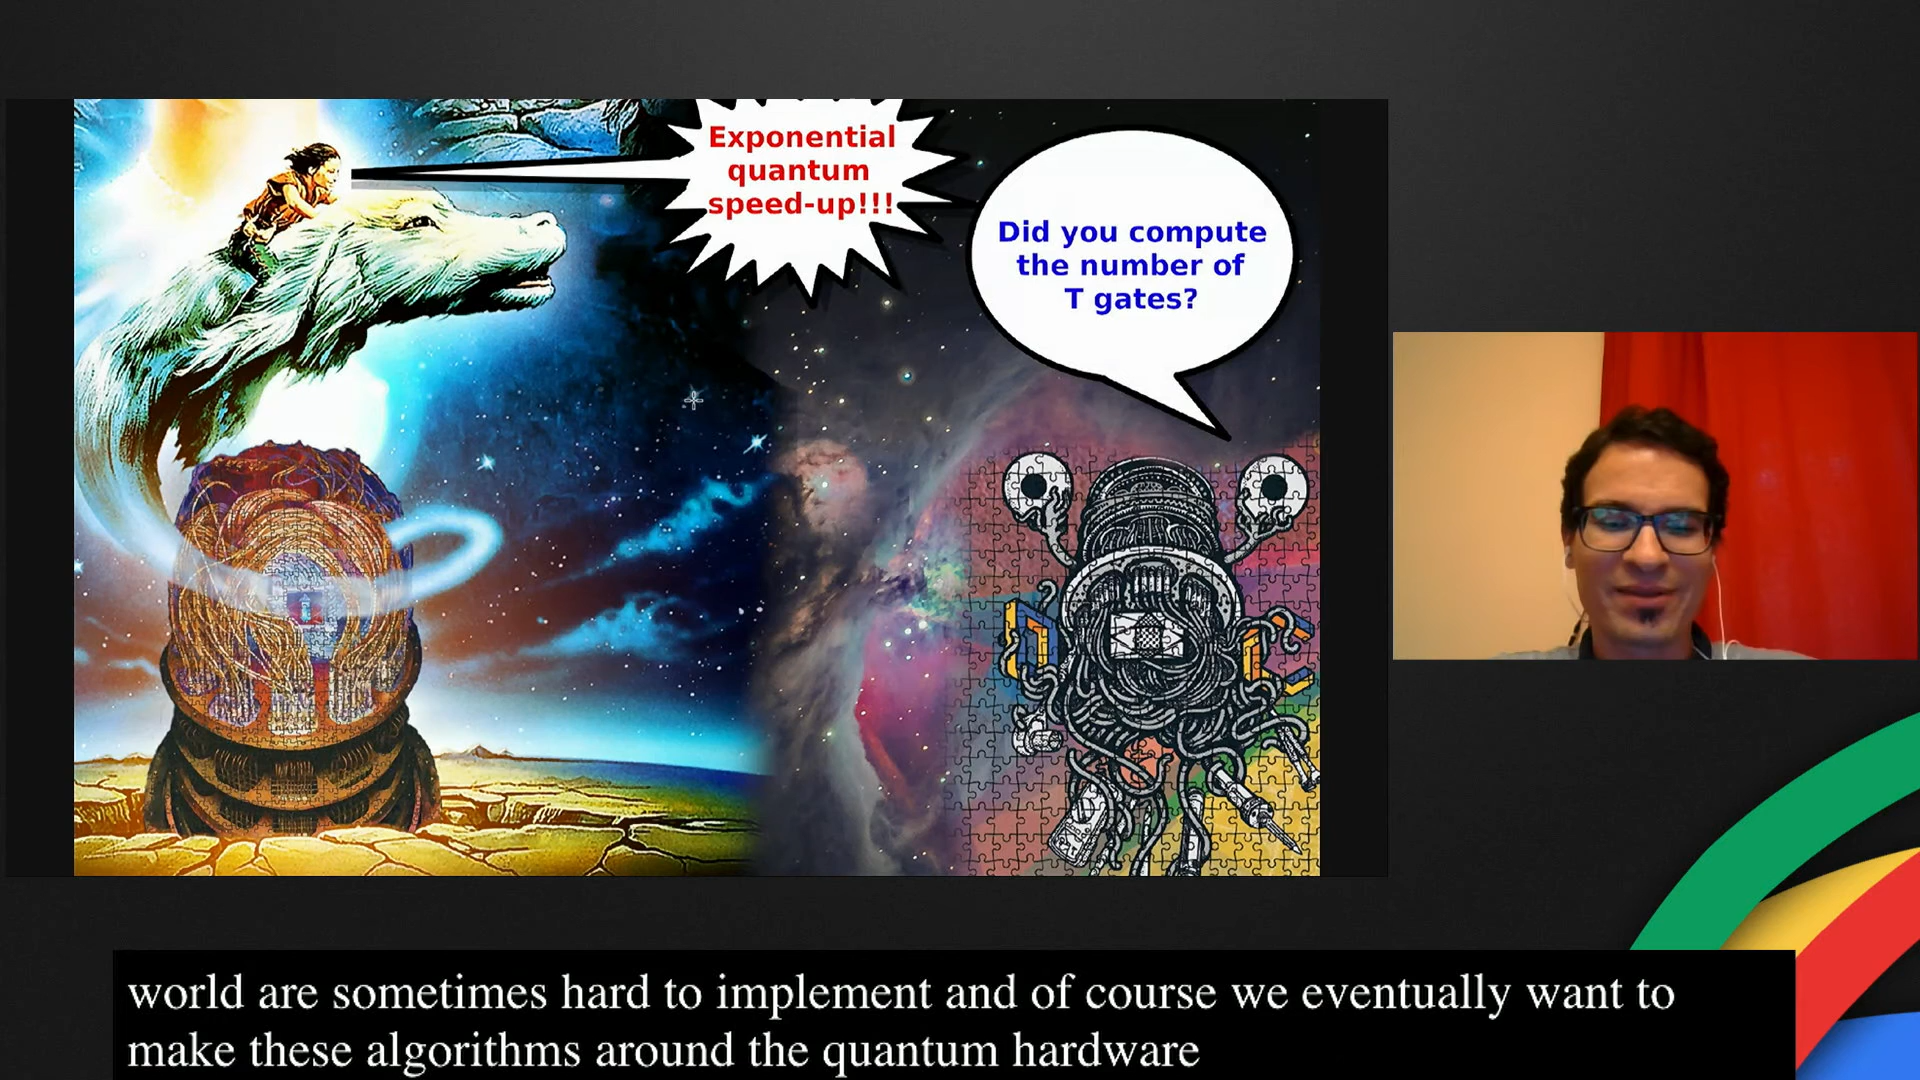 Exponential
quantum
speed-up!!!
Did you compute
the number of
T gates?
world are sometimes hard to implement and of course we eventually want to
make these algorithms around the quantum hardware